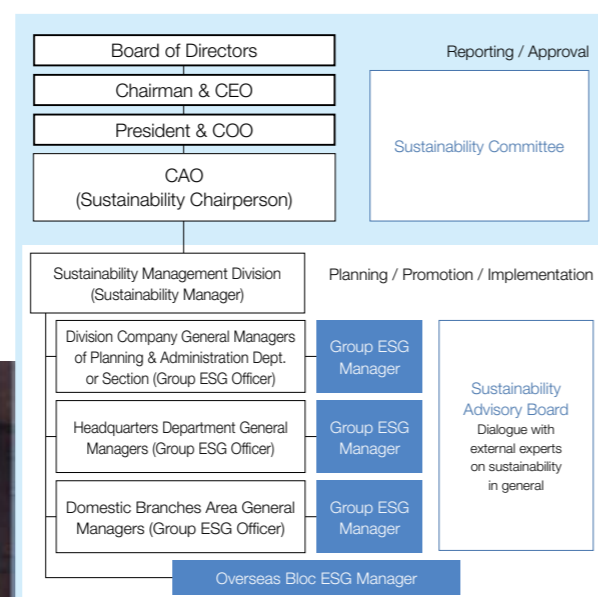 Board of Directors
Reporting / Approval
Chairman & CEO
President & COO
Sustainability Committee
CAO
(Sustainability Chairperson)
Sustainability Management Division
(Sustainability Manager)
Planning / Promotion / Implementation
Division Company General Managers
of Planning & Administration Dept.
or Section (Group ESG Officer)
Group ESG
Manager
Headquarters Department General
Managers (Group ESG Officer)
Group ESG
Manager
Domestic Branches Area General
Managers (Group ESG Officer)
Group ESG
Manager
Sustainability
Advisory Board
Dialogue with
external experts
on sustainability
in general
Overseas Bloc ESG Manager